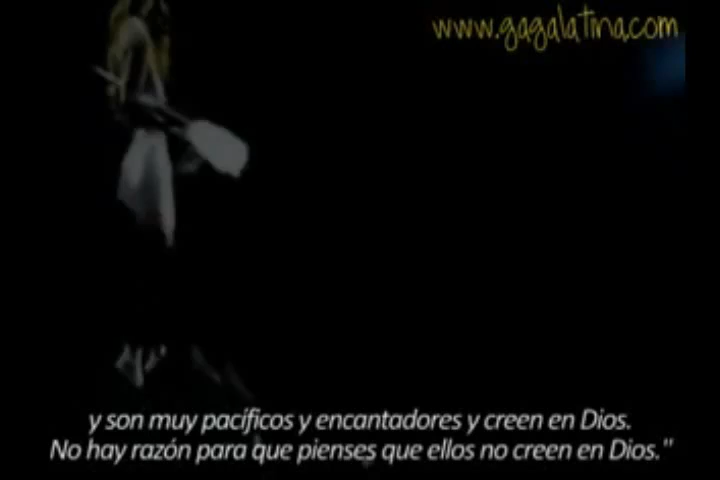 www.gagalatina.com
y son muy pacíficos y encantadores y creen en Dios.
No hay razón para que pienses que ellos no creen en Dios."